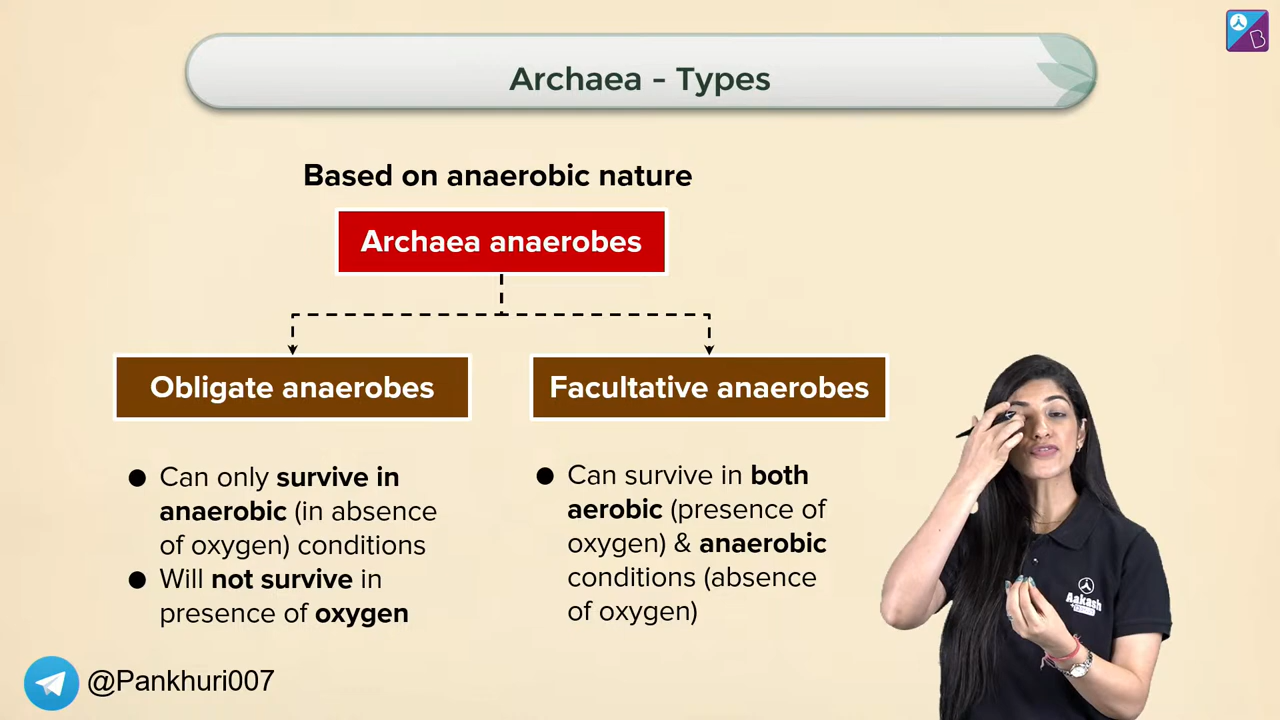 Archaea - Types
Based on anaerobic nature
Archaea anaerobes
Obligate anaerobes
Facultative anaerobes
● Can only survive in
anaerobic (in absence
of oxygen) conditions
● Will not survive in
presence of oxygen
● Can survive in both
aerobic (presence of
oxygen) & anaerobic
conditions (absence
of oxygen)
Aakash
@Pankhuri007
B